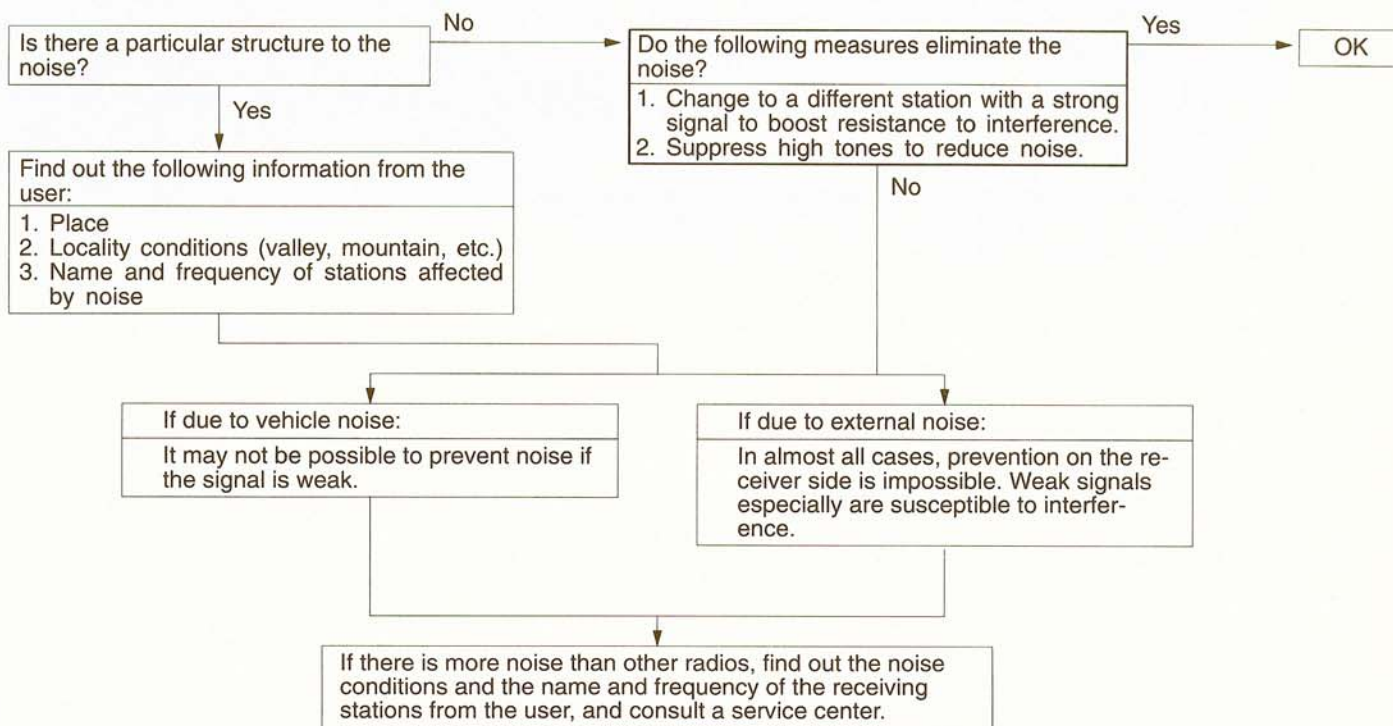 Is there a particular structure to the
noise?
No
Do the following measures eliminate the
noise?
1. Change to a different station with a strong
signal to boost resistance to interference.
2. Suppress high tones to reduce noise.
Yes
OK
Yes
No
Find out the following information from the
user:
1. Place
2. Locality conditions (valley, mountain, etc.)
3. Name and frequency of stations affected
by noise
If due to vehicle noise:
It may not be possible to prevent noise if
the signal is weak.
If due to external noise:
In almost all cases, prevention on the re-
ceiver side is impossible. Weak signals
especially are susceptible to interfer-
ence.
If there is more noise than other radios, find out the noise
conditions and the name and frequency of the receiving
stations from the user, and consult a service center.